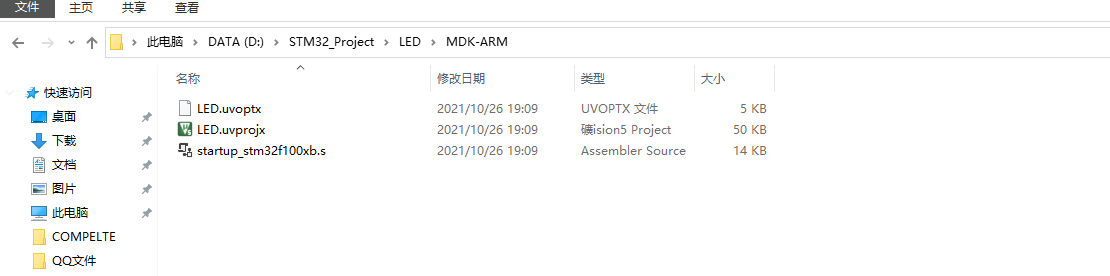 文件 主页 共享 查看
此电脑 DATA (D:) STM32_Project LED MDK-ARM
名称 修改日期 类型 大小
快速访问
LED.uvoptx 2021/10/26 19:09 UVOPTX 文件 5 KB
桌面
LED.uvprojx 2021/10/26 19:09 礦ision5 Project 50 KB
下载
startup_stm32f100xb.s 2021/10/26 19:09 Assembler Source 14 KB
文档
图片
此电脑
COMPELTE
QQ文件